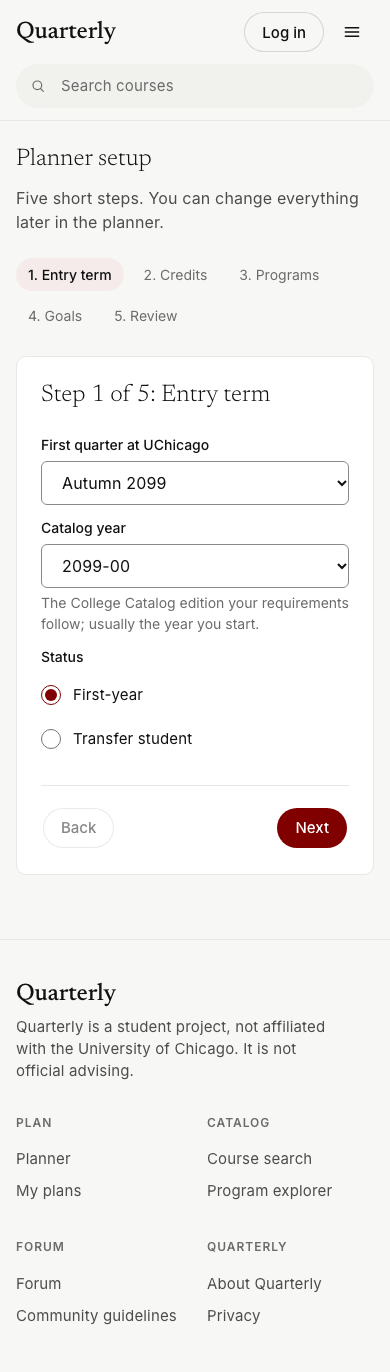 Quarterly
Log in
Search courses
Planner setup
Five short steps. You can change everything
later in the planner.
1. Entry term
2. Credits
3. Programs
4. Goals
5. Review
Step 1 of 5: Entry term
First quarter at UChicago
Autumn 2099
Catalog year
2099-00
The College Catalog edition your requirements
follow; usually the year you start.
Status
First-year
Transfer student
Back
Next
Quarterly
Quarterly is a student project, not affiliated
with the University of Chicago. It is not
official advising.
PLAN
Planner
My plans
CATALOG
Course search
Program explorer
FORUM
Forum
Community guidelines
QUARTERLY
About Quarterly
Privacy